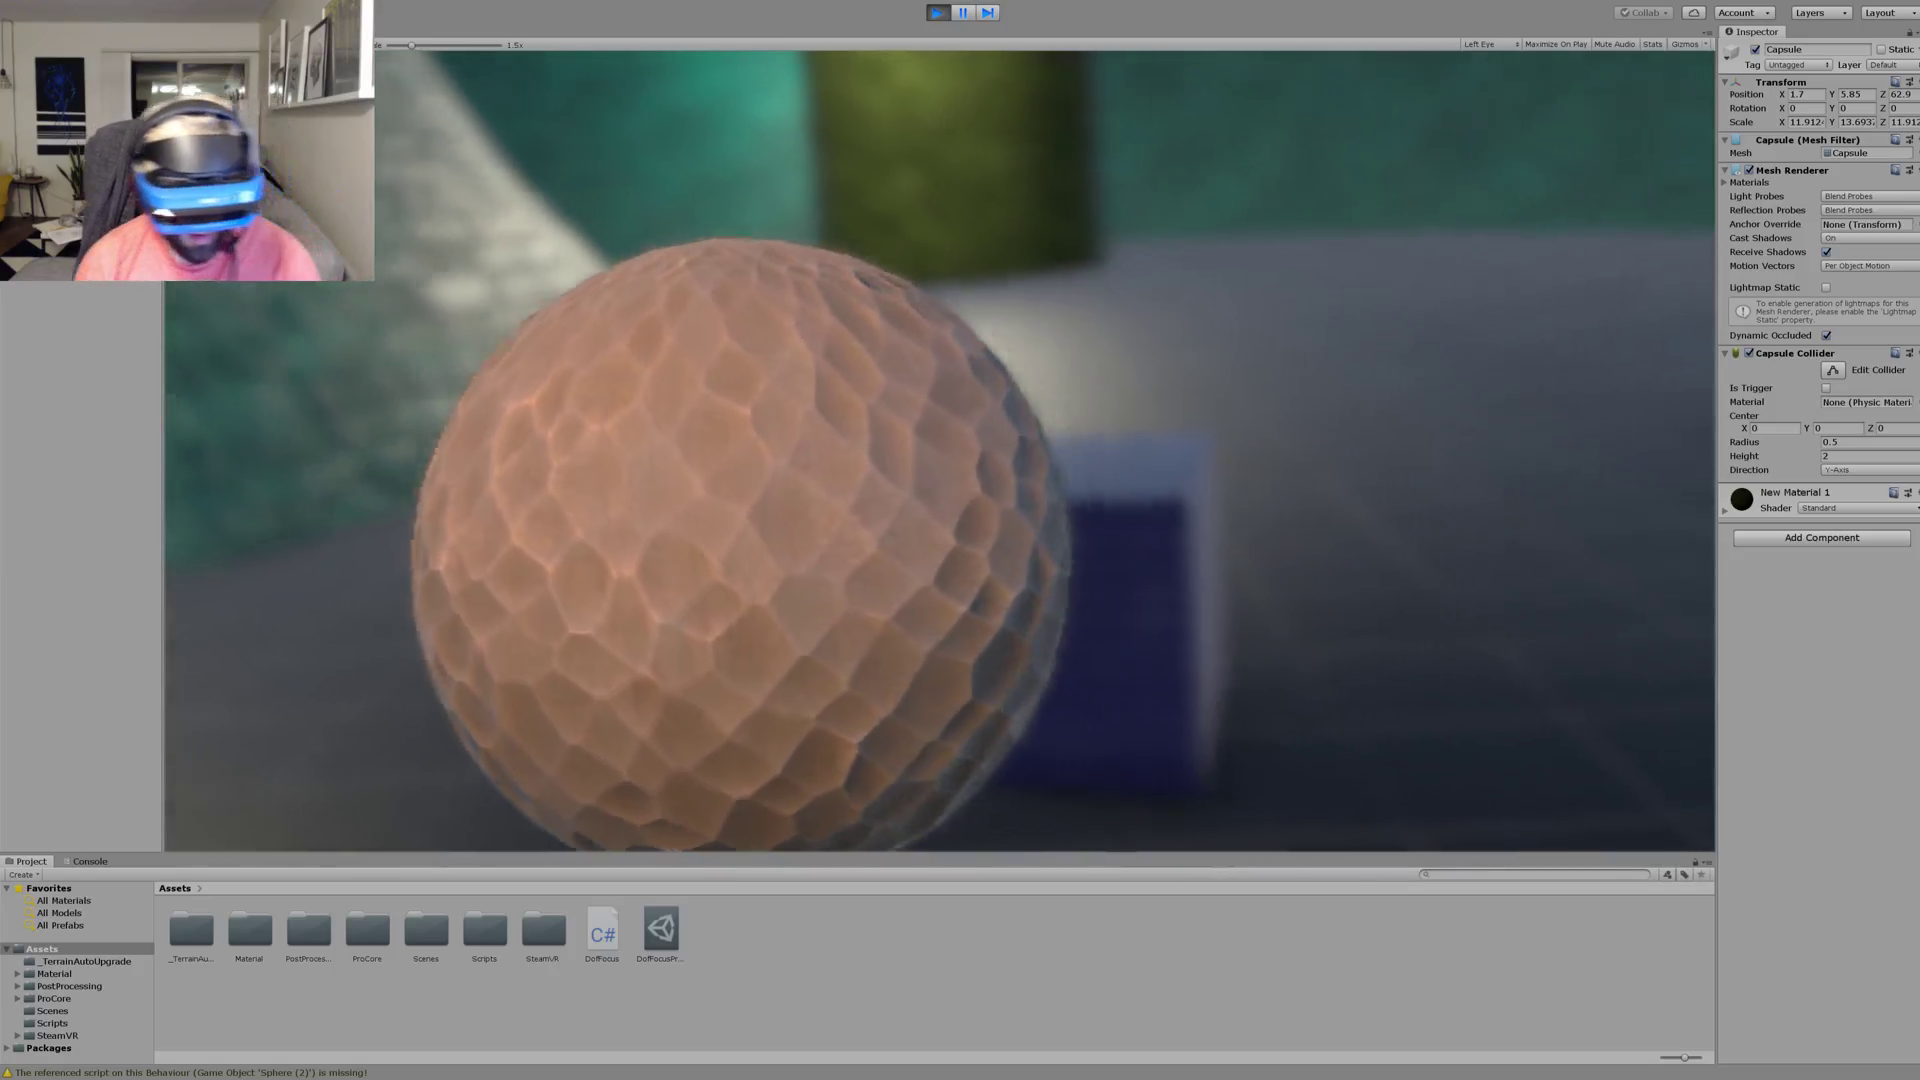 Collab
Account
Layers
Layout
1.5x
Left Eye
Maximize On Play
Mute Audio
Stats
Gizmos
Inspector
Capsule
Static
Tag Untagged Layer Default
Transform
Position X 1.7 Y 5.85 Z 62.9
Rotation X 0 Y 0 Z 0
Scale X 11.912 Y 13.693 Z 11.912
Capsule (Mesh Filter)
Mesh Capsule
Mesh Renderer
Materials
Light Probes Blend Probes
Reflection Probes Blend Probes
Anchor Override None (Transform)
Cast Shadows On
Receive Shadows
Motion Vectors Per Object Motion
Lightmap Static
To enable generation of lightmaps for this
Mesh Renderer, please enable the 'Lightmap
Static' property.
Dynamic Occluded
Capsule Collider
Edit Collider
Is Trigger
Material None (Physic Materi
Center
X 0 Y 0 Z 0
Radius 0.5
Height 2
Direction Y-Axis
New Material 1
Shader Standard
Add Component
Project
Console
Create
Favorites
All Materials
All Models
All Prefabs
Assets
_TerrainAutoUpgrade
Material
PostProcessing
ProCore
Scenes
Scripts
SteamVR
Packages
Assets
C#
_TerrainAu...
Material
PostProces...
ProCore
Scenes
Scripts
SteamVR
DofFocus
DofFocusPr...
The referenced script on this Behaviour (Game Object 'Sphere (2)') is missing!